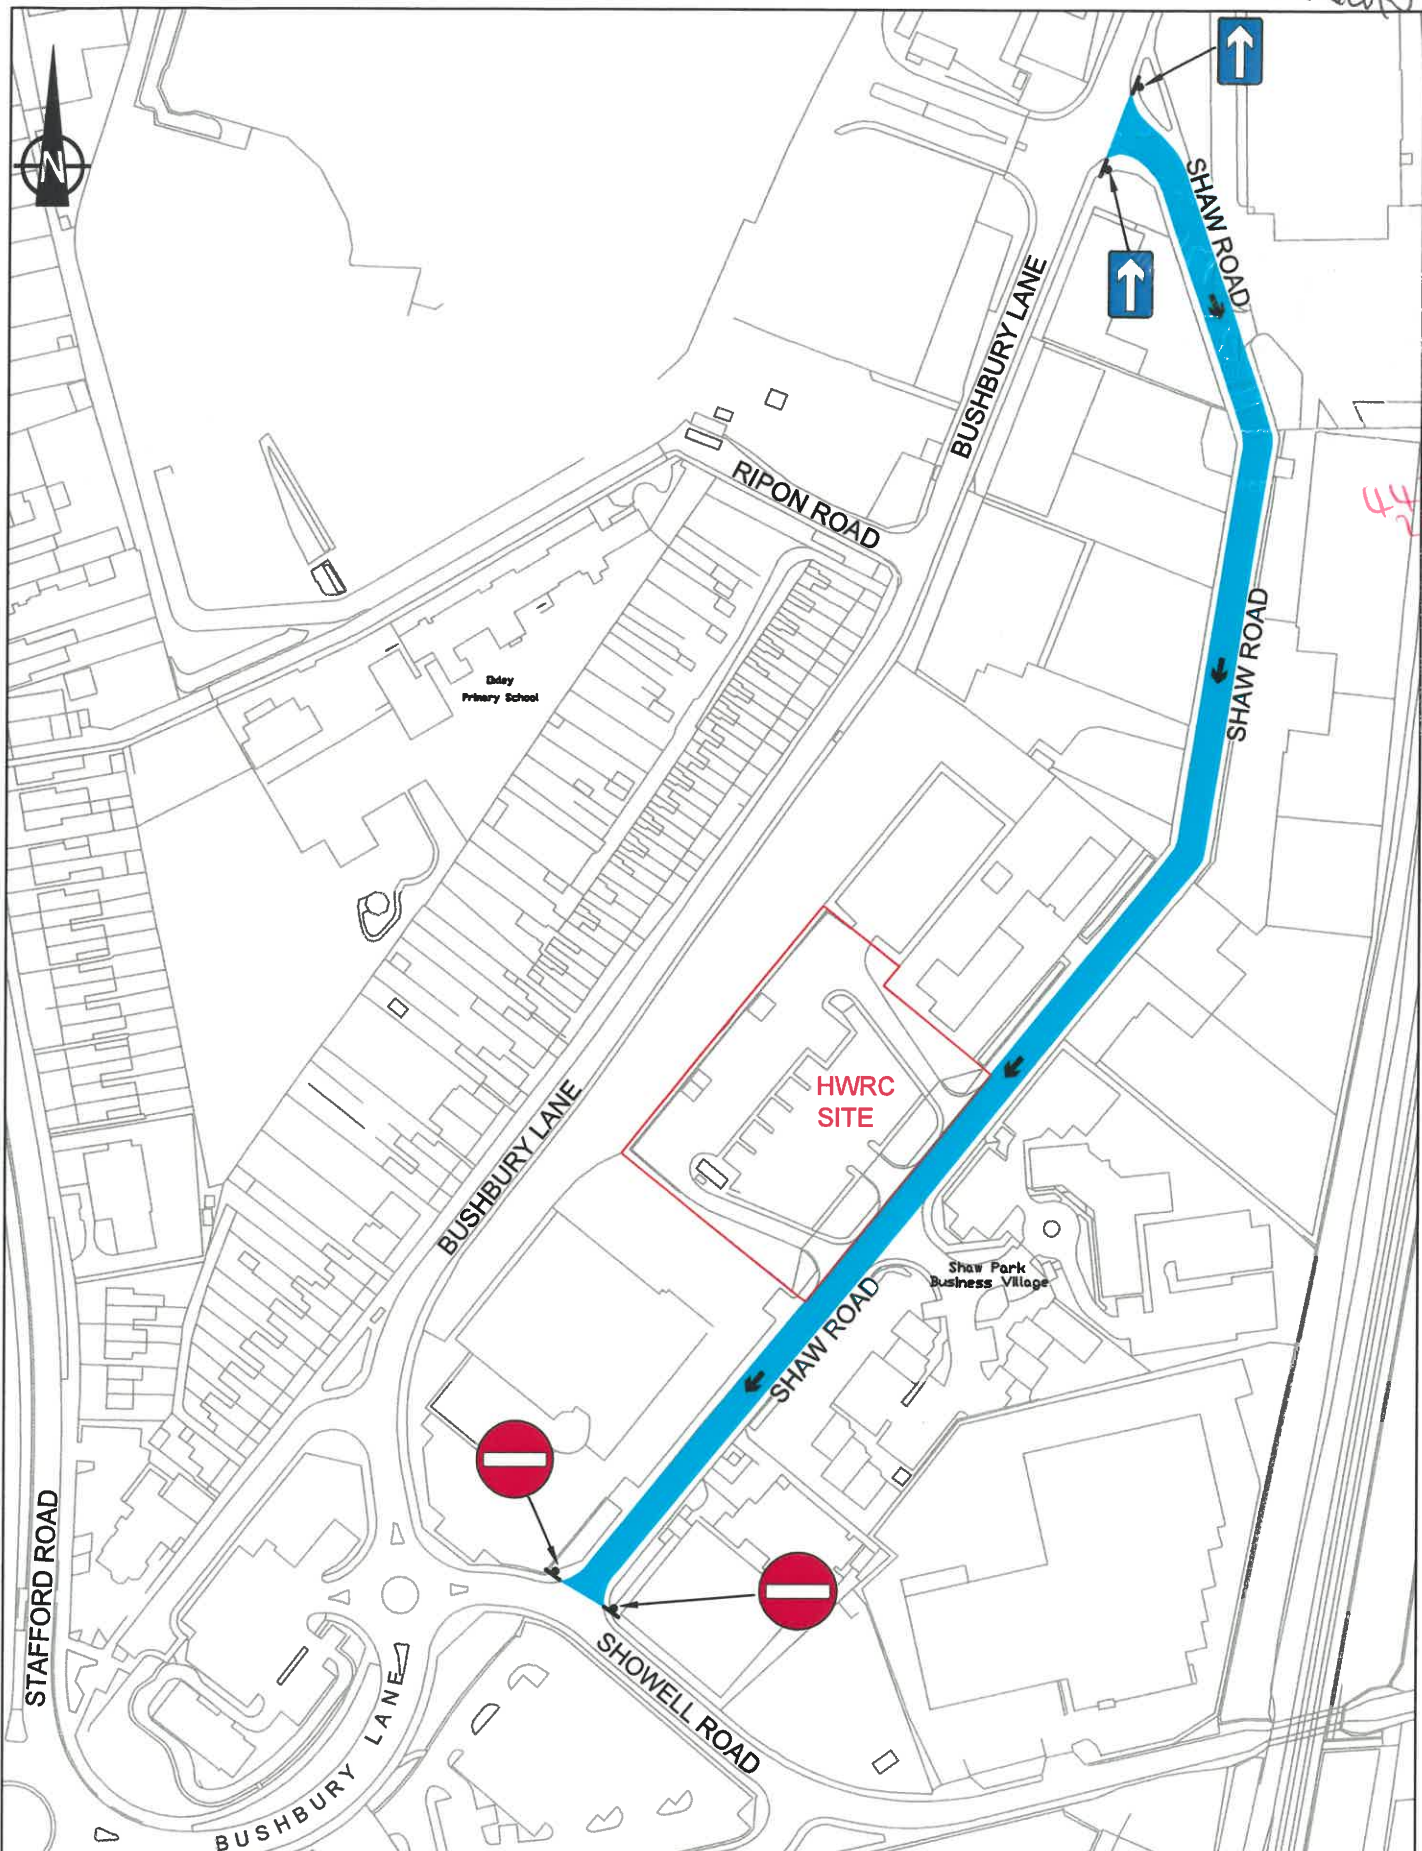 N
SHAW ROAD
BUSHBURY LANE
RIPON ROAD
44
SHAW ROAD
Primary School
HWRC
SITE
BUSHBURY LANE
Shaw Park
Business Village
SHAW ROAD
STAFFORD ROAD
SHOWELL ROAD
BUSHBURY LANE